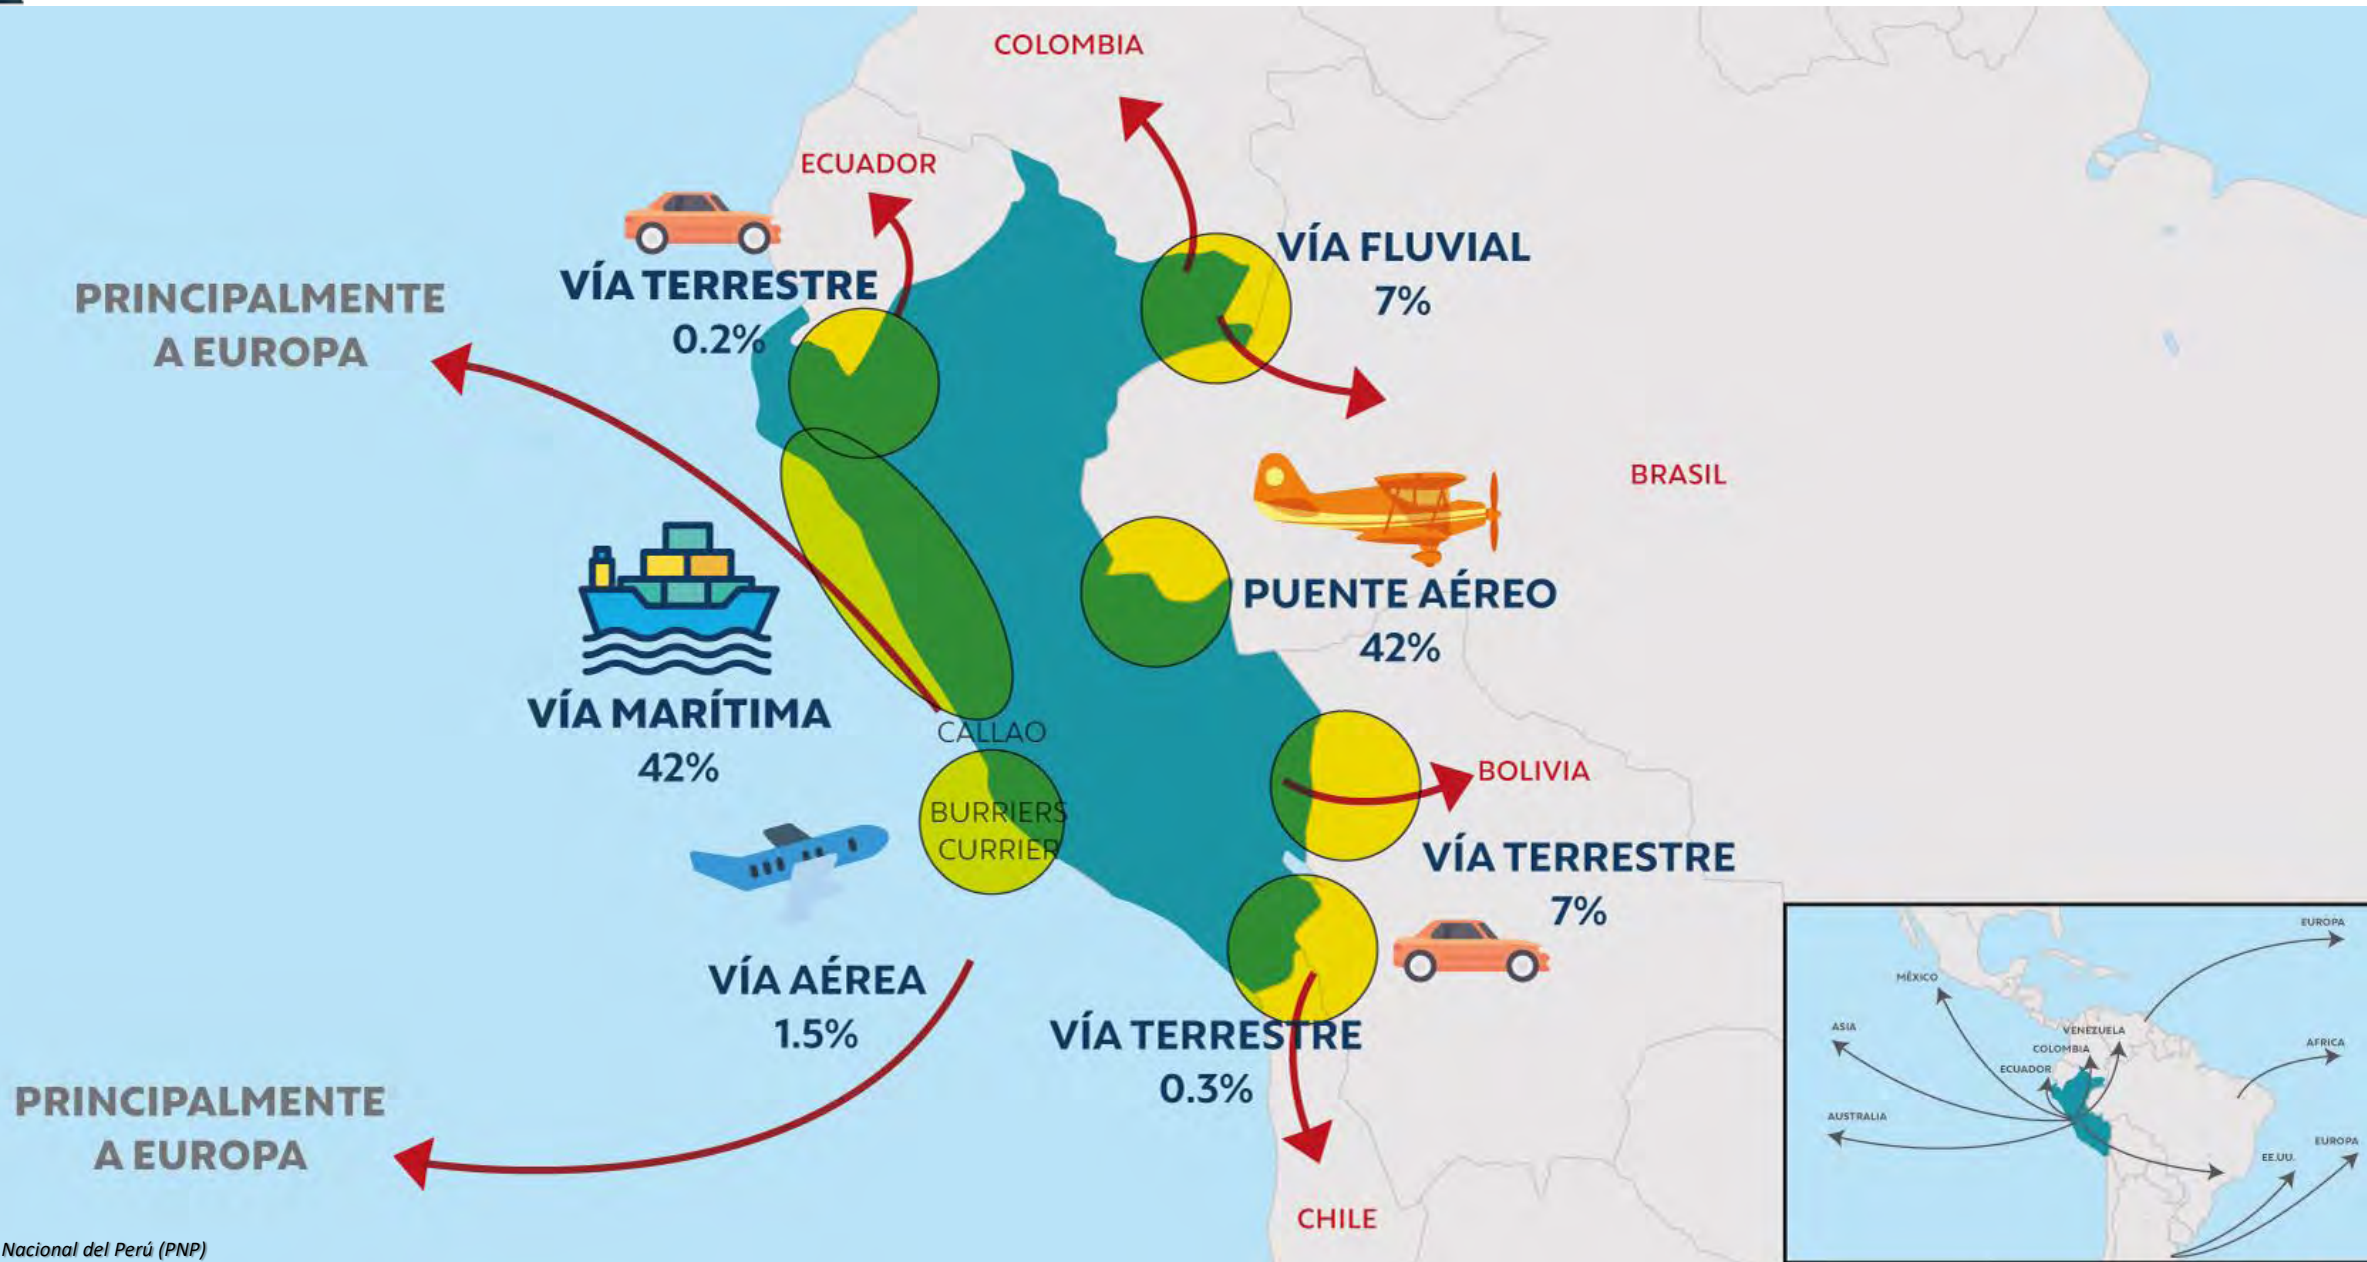 COLOMBIA
ECUADOR
VÍA TERRESTRE
0.2%
VÍA FLUVIAL
7%
PRINCIPALMENTE
A EUROPA
BRASIL
PUENTE AÉREO
42%
VÍA MARÍTIMA
42%
CALLAO
BURRIERS
CURRIER
BOLIVIA
VÍA TERRESTRE
7%
VÍA AÉREA
1.5%
VÍA TERRESTRE
0.3%
PRINCIPALMENTE
A EUROPA
CHILE
EUROPA
MÉXICO
ASIA
VENEZUELA
COLOMBIA
AFRICA
ECUADOR
AUSTRALIA
EUROPA
EE.UU.
Nacional del Perú (PNP)